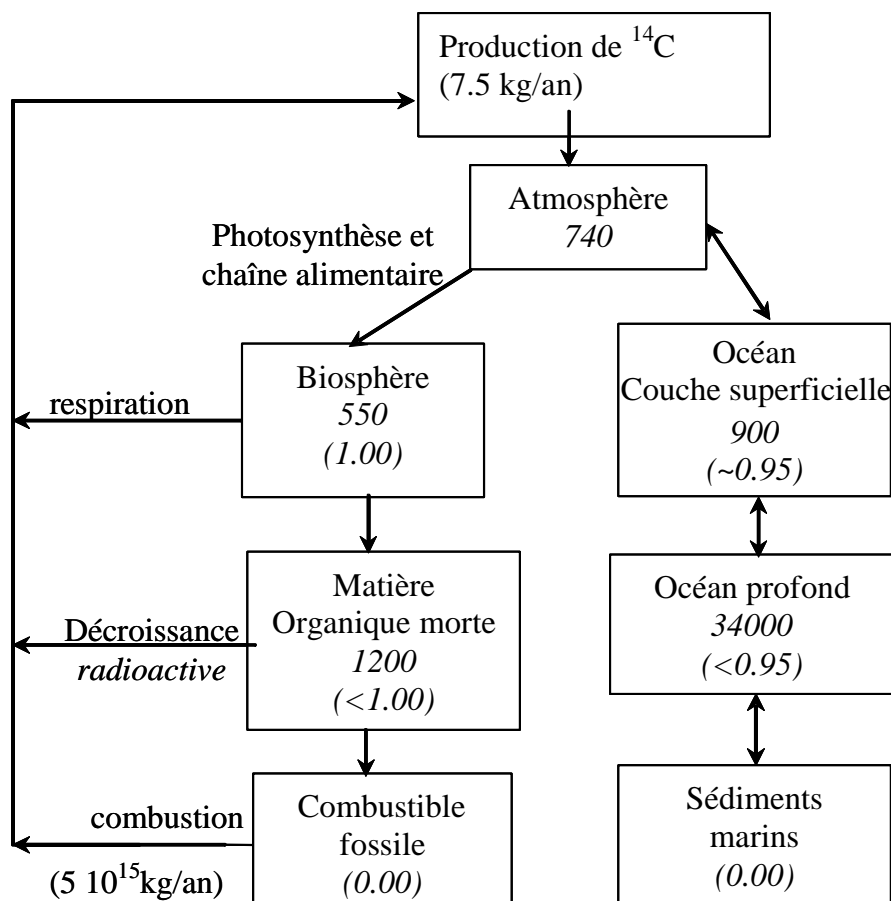 Production de ¹⁴C
(7.5 kg/an)
Atmosphère
740
Photosynthèse et
chaîne alimentaire
Biosphère
550
(1.00)
respiration
Océan
Couche superficielle
900
(~0.95)
Matière
Organique morte
1200
(<1.00)
Décroissance
radioactive
Océan profond
34000
(<0.95)
Combustible
fossile
(0.00)
combustion
(5 10¹⁵kg/an)
Sédiments
marins
(0.00)